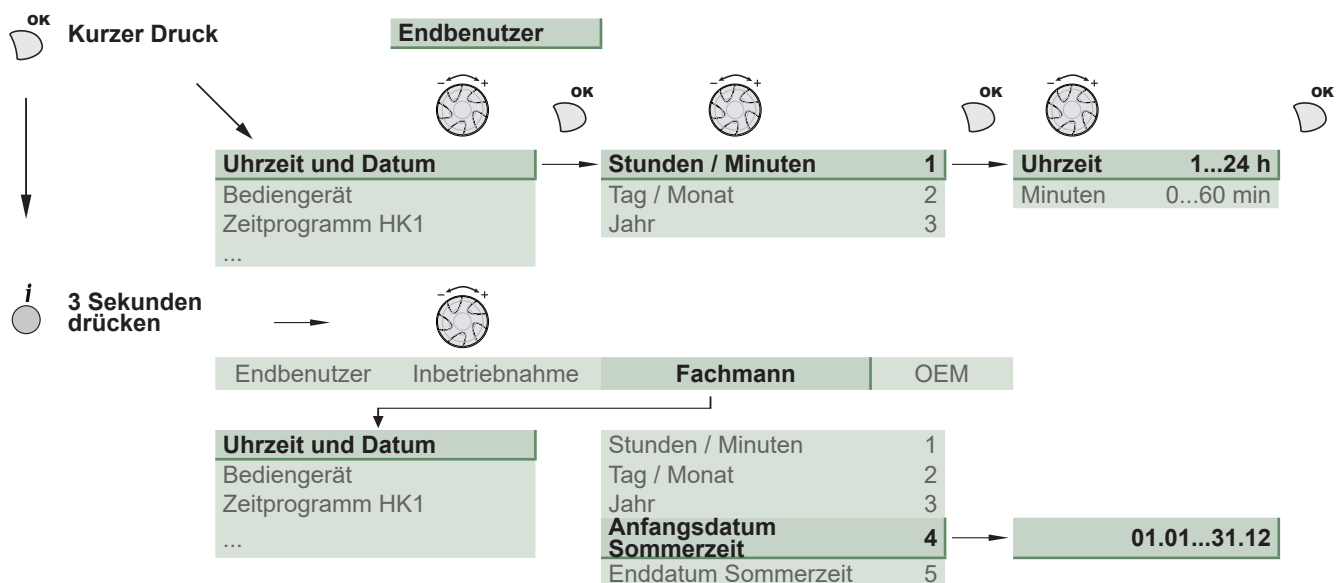 OK
Kurzer Druck
Endbenutzer
- +
OK
- +
OK
- +
OK
Uhrzeit und Datum
Bediengerät
Zeitprogramm HK1
...
Stunden / Minuten 1
Tag / Monat 2
Jahr 3
Uhrzeit 1...24 h
Minuten 0...60 min
i
3 Sekunden
drücken
- +
Endbenutzer Inbetriebnahme Fachmann OEM
Uhrzeit und Datum
Bediengerät
Zeitprogramm HK1
...
Stunden / Minuten 1
Tag / Monat 2
Jahr 3
Anfangsdatum
Sommerzeit 4
Enddatum Sommerzeit 5
01.01...31.12